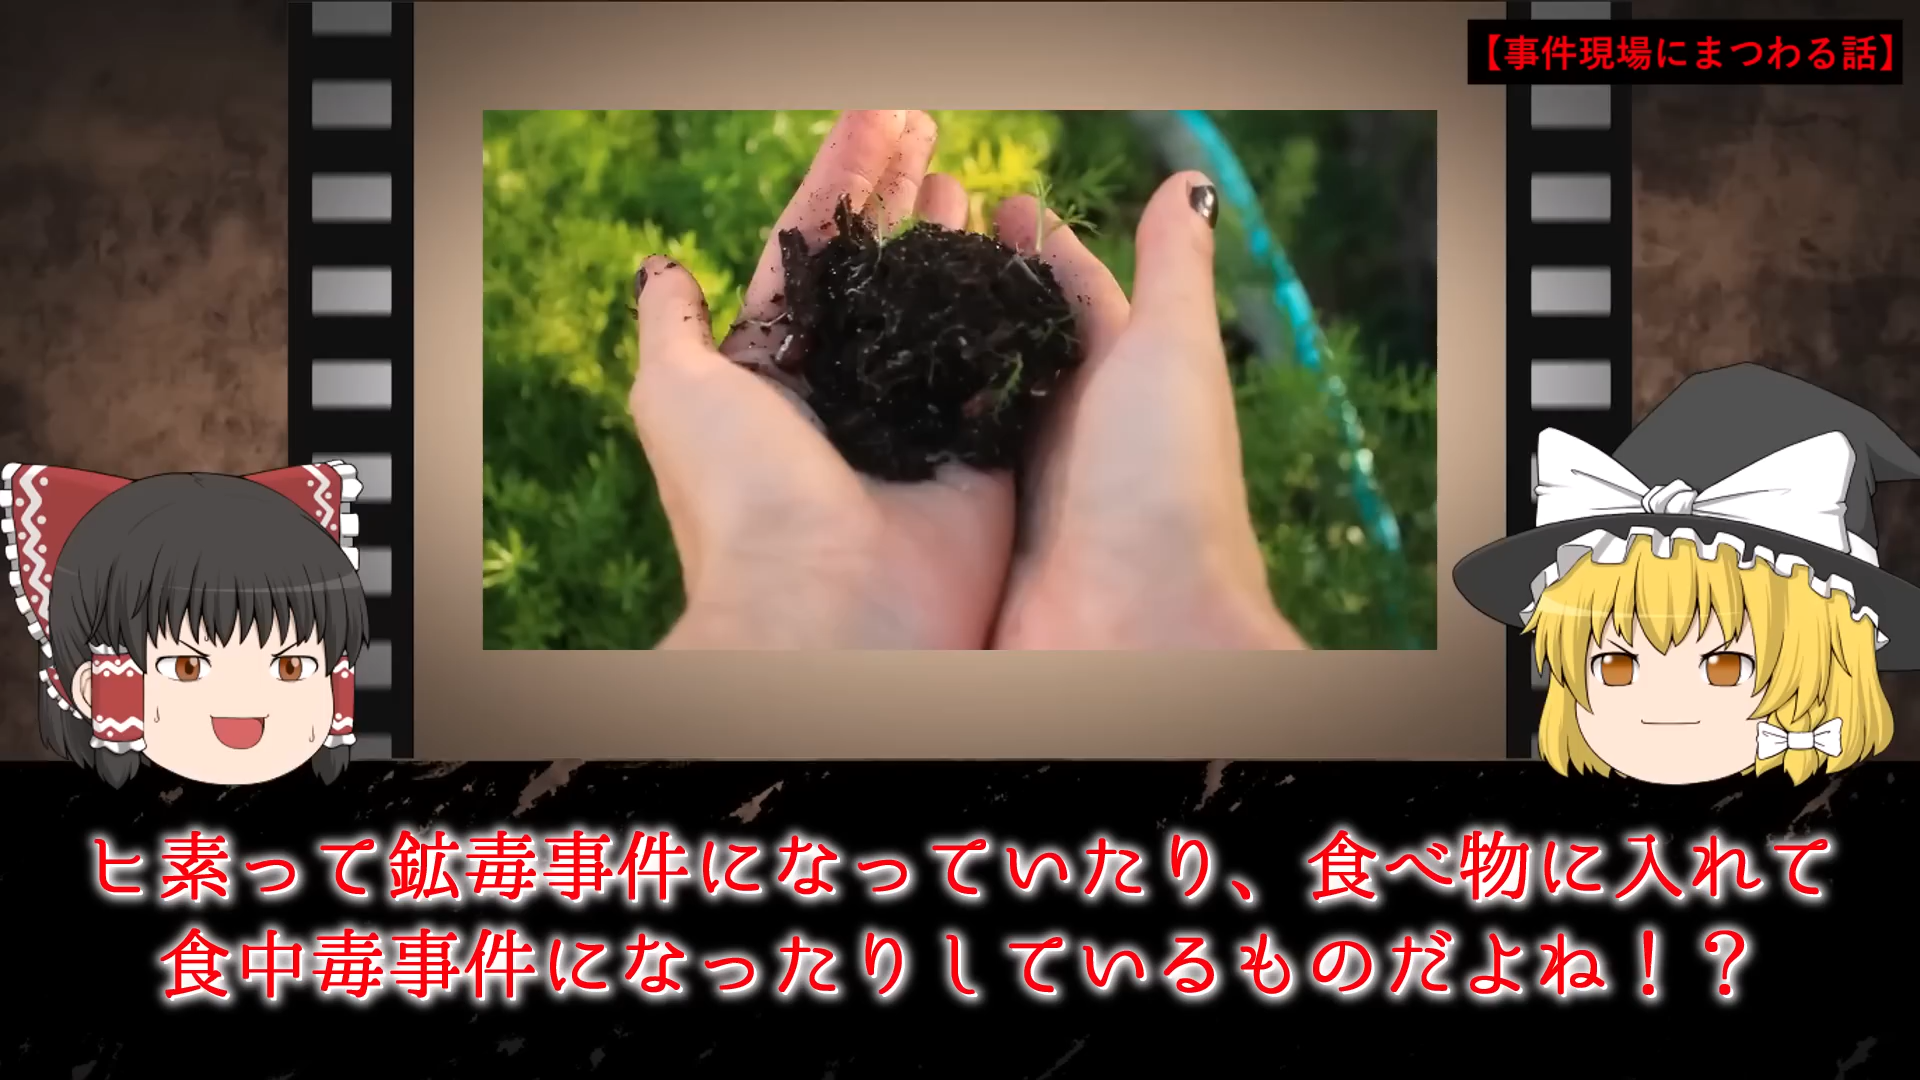 【事件現場にまつわる話】
ヒ素って鉱毒事件になっていたり、食べ物に入れて
食中毒事件になったりしているものだよね！？